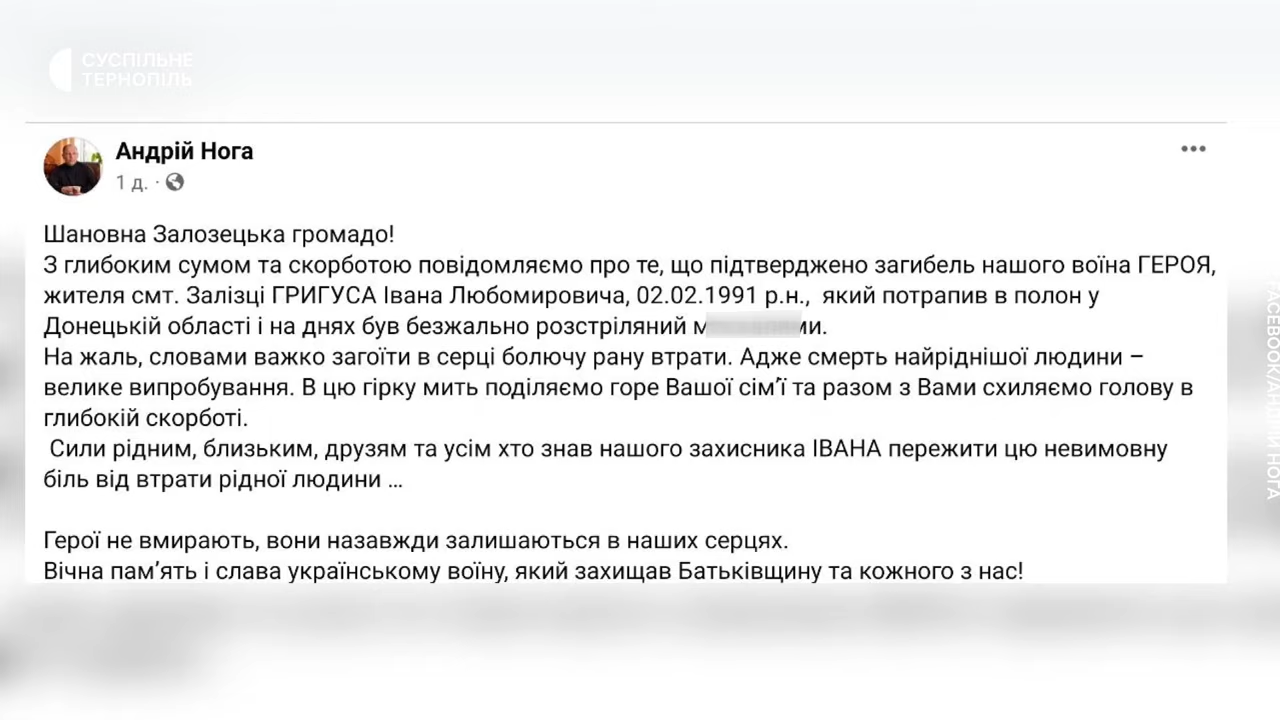 СУСПІЛЬНЕ
ТЕРНОПІЛЬ
Андрій Нога
1 д. ·
Шановна Залозецька громадо!
З глибоким сумом та скорботою повідомляємо про те, що підтверджено загибель нашого воїна ГЕРОЯ,
жителя смт. Залізці ГРИГУСА Івана Любомировича, 02.02.1991 р.н., який потрапив в полон у
Донецькій області і на днях був безжально розстріляний
На жаль, словами важко загоїти в серці болючу рану втрати. Адже смерть найріднішої людини –
велике випробування. В цю гірку мить поділяємо горе Вашої сім’ї та разом з Вами схиляємо голову в
глибокій скорботі.
Сили рідним, близьким, друзям та усім хто знав нашого захисника ІВАНА пережити цю невимовну
біль від втрати рідної людини ...
Герої не вмирають, вони назавжди залишаються в наших серцях.
Вічна пам’ять і слава українському воїну, який захищав Батьківщину та кожного з нас!
FACEBOOK/АНДРІЙ НОГА